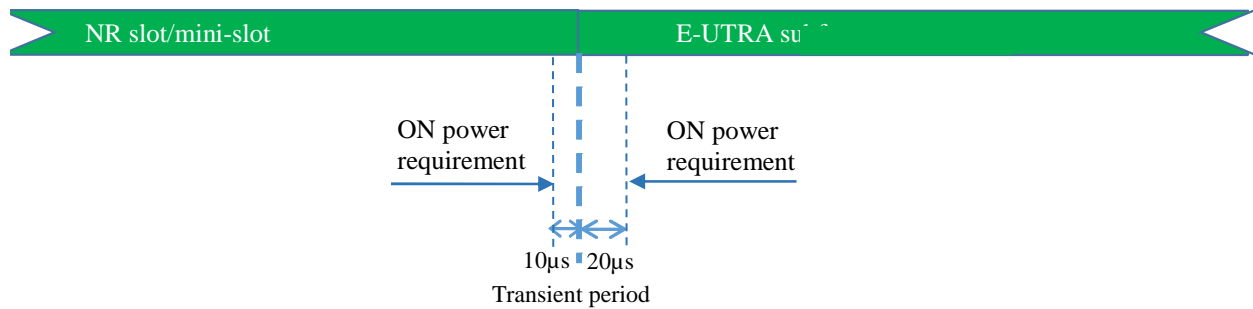 NR slot/mini-slot
E-UTRA
ON power
requirement
ON power
requirement
10µs
20µs
Transient period